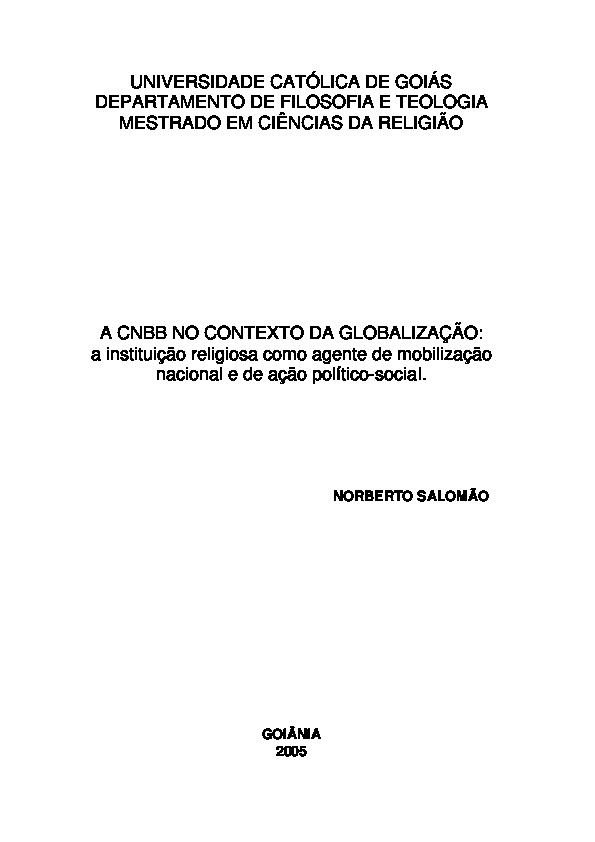 UNIVERSIDADE CATÓLICA DE GOIÁS
DEPARTAMENTO DE FILOSOFIA E TEOLOGIA
MESTRADO EM CIÊNCIAS DA RELIGIÃO
A CNBB NO CONTEXTO DA GLOBALIZAÇÃO:
a instituição religiosa como agente de mobilização
nacional e de ação político-social.
NORBERTO SALOMÃO
GOIÂNIA
2005